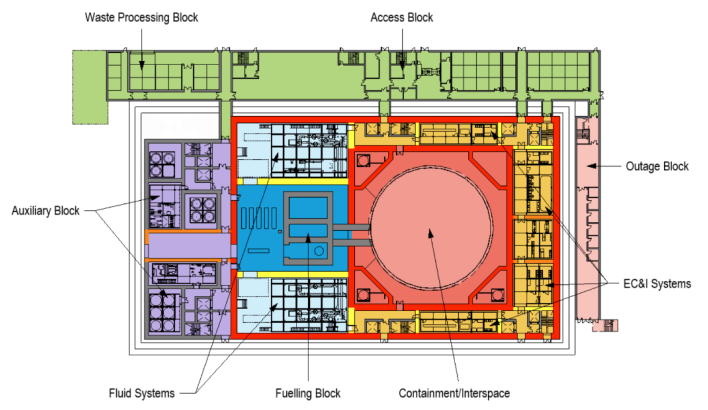 Waste Processing Block
Access Block
Outage Block
Auxiliary Block
EC&I Systems
Fluid Systems
Fuelling Block
Containment/Interspace